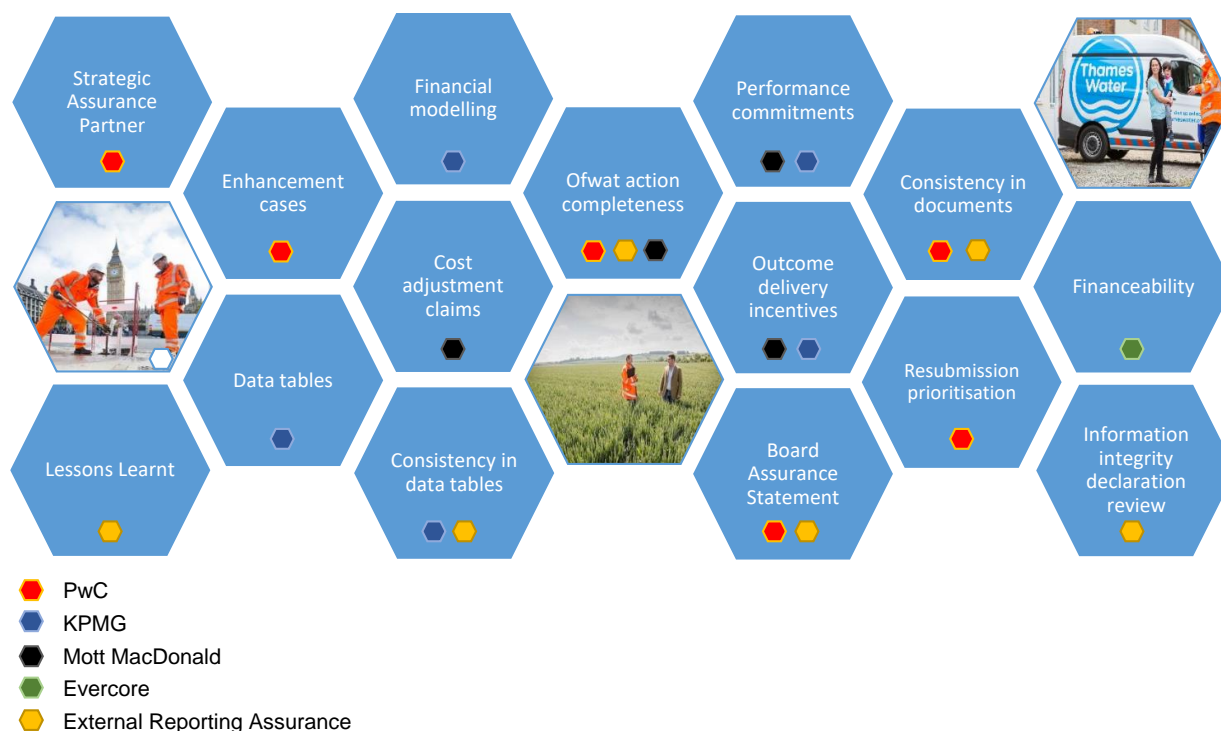 Strategic
Assurance
Partner
Financial
modelling
Performance
commitments
Thames
Water
Enhancement
cases
Ofwat action
completeness
Consistency in
documents
Cost
adjustment
claims
Outcome
delivery
incentives
Financeability
Data tables
Resubmission
prioritisation
Lessons Learnt
Consistency in
data tables
Board
Assurance
Statement
Information
integrity
declaration
review
PwC
KPMG
Mott MacDonald
Evercore
External Reporting Assurance